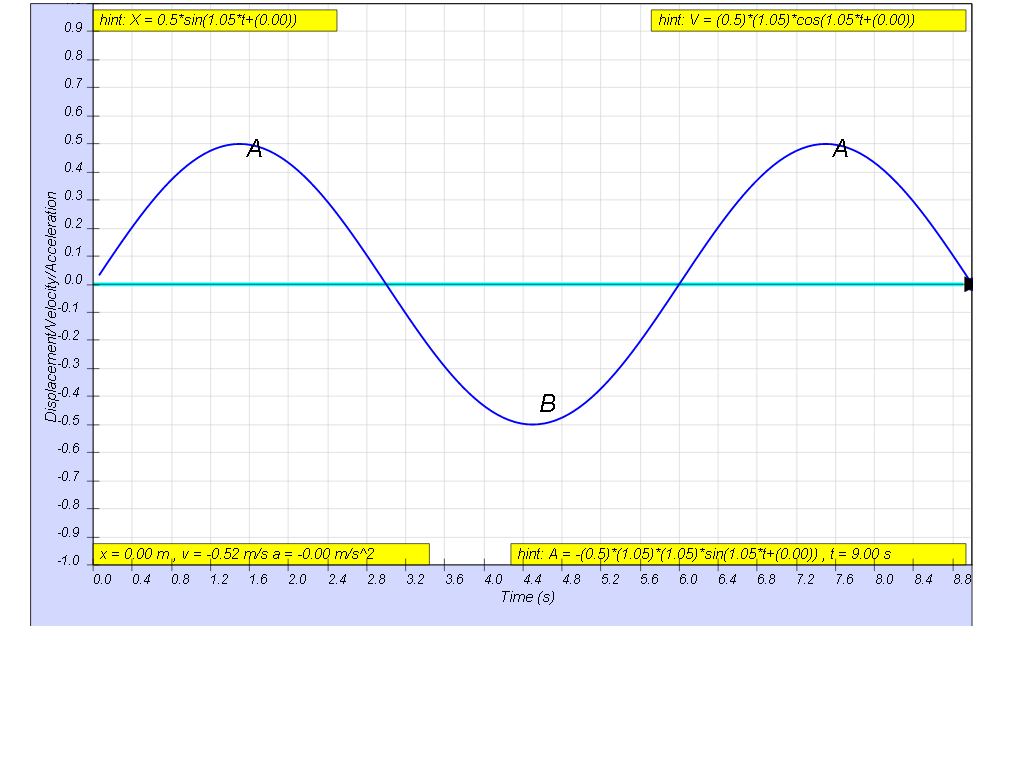 hint: X = 0.5*sin(1.05*t+(0.00))
hint: V = (0.5)*(1.05)*cos(1.05*t+(0.00))
0.9
0.8
0.7
0.6
0.5
0.4
0.3
0.2
0.1
0.0
-0.1
-0.2
-0.3
-0.4
-0.5
-0.6
-0.7
-0.8
-0.9
-1.0
Displacement/Velocity/Acceleration
A
A
B
x = 0.00 m , v = -0.52 m/s a = -0.00 m/s^2
hint: A = -(0.5)*(1.05)*(1.05)*sin(1.05*t+(0.00)) , t = 9.00 s
0.0 0.4 0.8 1.2 1.6 2.0 2.4 2.8 3.2 3.6 4.0 4.4 4.8 5.2 5.6 6.0 6.4 6.8 7.2 7.6 8.0 8.4 8.8
Time (s)